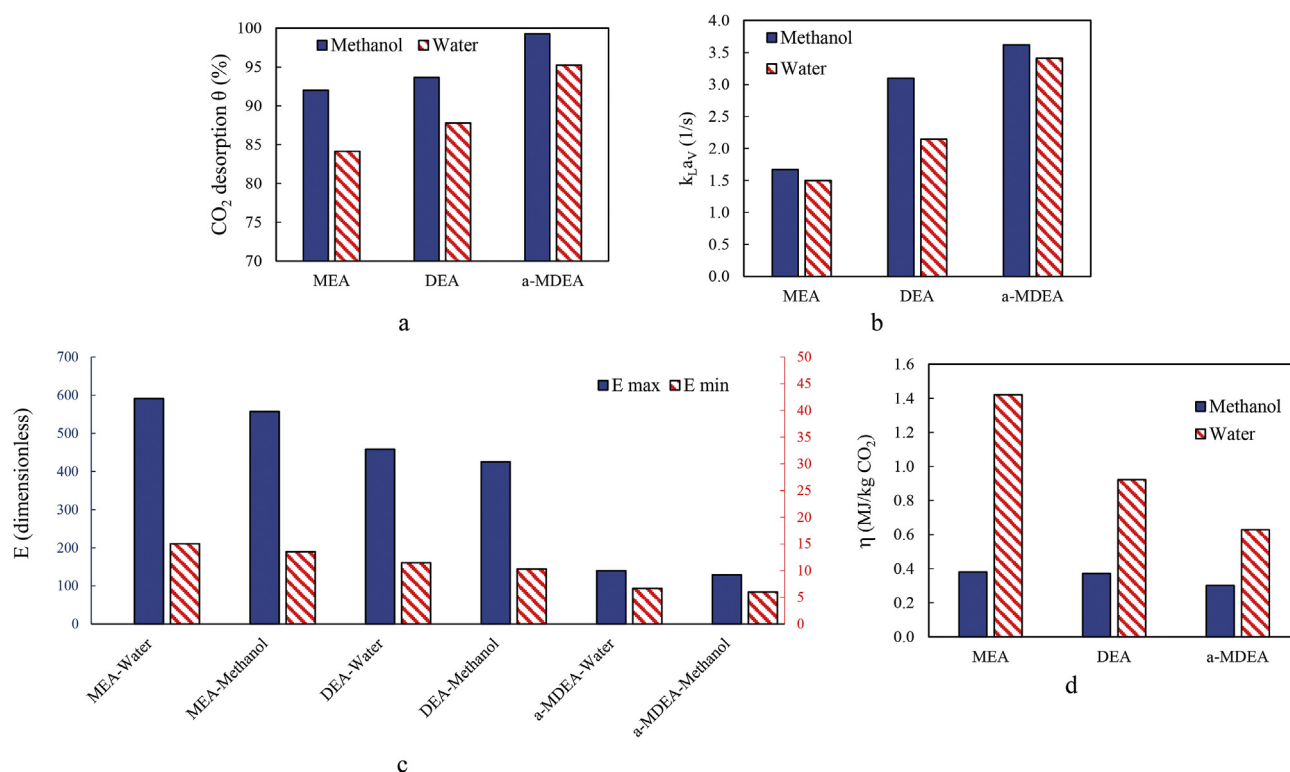 CO₂ desorption θ (%)
100
95
90
85
80
75
70
Methanol
Water
MEA
DEA
a-MDEA
a
k_L a_V (1/s)
4.0
3.5
3.0
2.5
2.0
1.5
1.0
0.5
0.0
Methanol
Water
MEA
DEA
a-MDEA
b
E (dimensionless)
700
600
500
400
300
200
100
0
E max
E min
50
45
40
35
30
25
20
15
10
5
0
MEA-Water
MEA-Methanol
DEA-Water
DEA-Methanol
a-MDEA-Water
a-MDEA-Methanol
c
η (MJ/kg CO₂)
1.6
1.4
1.2
1.0
0.8
0.6
0.4
0.2
0.0
Methanol
Water
MEA
DEA
a-MDEA
d